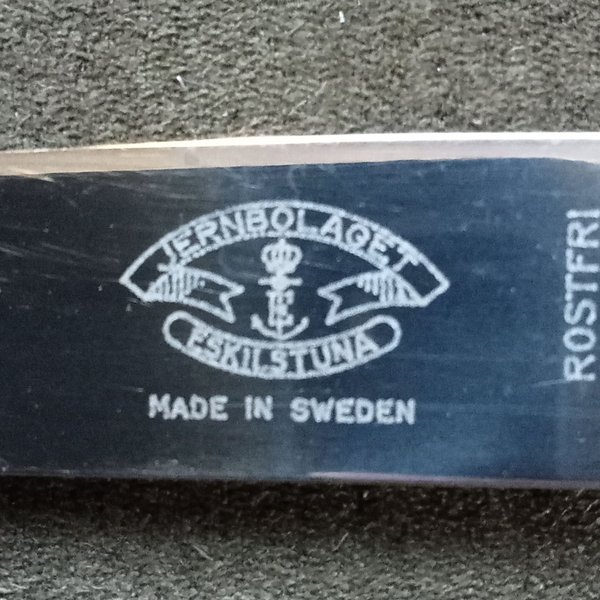 JERNBOLAGET
ESKILSTUNA
MADE IN SWEDEN
ROSTFRI